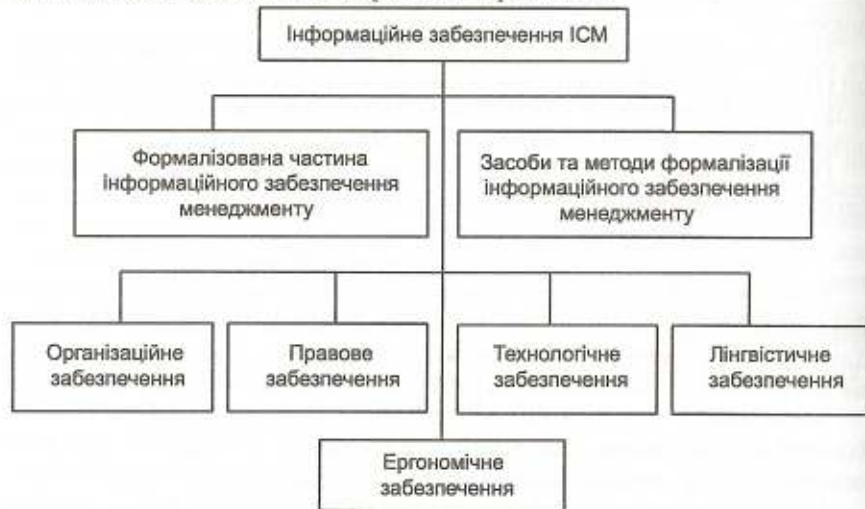 Інформаційне забезпечення ІСМ
Формалізована частина
інформаційного забезпечення
менеджменту
Засоби та методи формалізації
інформаційного забезпечення
менеджменту
Організаційне
забезпечення
Правове
забезпечення
Технологічне
забезпечення
Лінгвістичне
забезпечення
Ергономічне
забезпечення